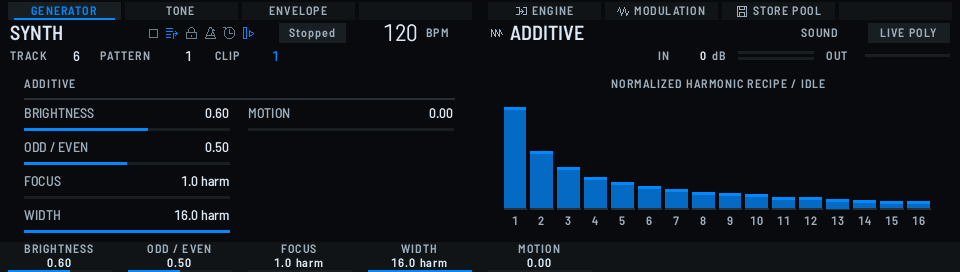 GENERATOR TONE ENVELOPE ENGINE MODULATION STORE POOL
SYNTH Stopped 120 BPM ADDITIVE SOUND LIVE POLY
TRACK 6 PATTERN 1 CLIP 1 IN 0 dB OUT
ADDITIVE NORMALIZED HARMONIC RECIPE / IDLE
BRIGHTNESS 0.60 MOTION 0.00
ODD / EVEN 0.50
FOCUS 1.0 harm
WIDTH 16.0 harm
1 2 3 4 5 6 7 8 9 10 11 12 13 14 15 16
BRIGHTNESS ODD / EVEN FOCUS WIDTH MOTION
0.60 0.50 1.0 harm 16.0 harm 0.00